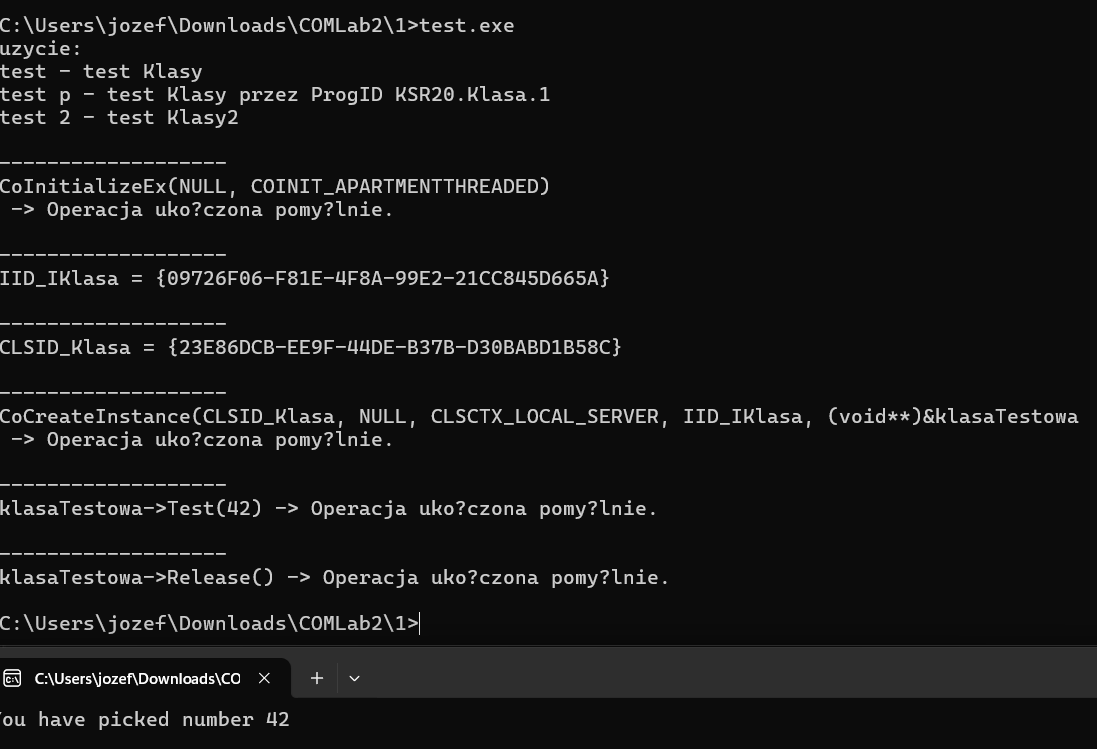 C:\Users\jozef\Downloads\COMLab2\1>test.exe
uzycie:
test - test Klasy
test p - test Klasy przez ProgID KSR20.Klasa.1
test 2 - test Klasy2
-------------------
CoInitializeEx(NULL, COINIT_APARTMENTTHREADED)
-> Operacja uko?czona pomy?lnie.
-------------------
IID_IKlasa = {09726F06-F81E-4F8A-99E2-21CC845D665A}
-------------------
CLSID_Klasa = {23E86DCB-EE9F-44DE-B37B-D30BABD1B58C}
-------------------
CoCreateInstance(CLSID_Klasa, NULL, CLSCTX_LOCAL_SERVER, IID_IKlasa, (void**)&klasaTestowa
-> Operacja uko?czona pomy?lnie.
-------------------
klasaTestowa->Test(42) -> Operacja uko?czona pomy?lnie.
-------------------
klasaTestowa->Release() -> Operacja uko?czona pomy?lnie.
C:\Users\jozef\Downloads\COMLab2\1>
C:\Users\jozef\Downloads\CO
You have picked number 42